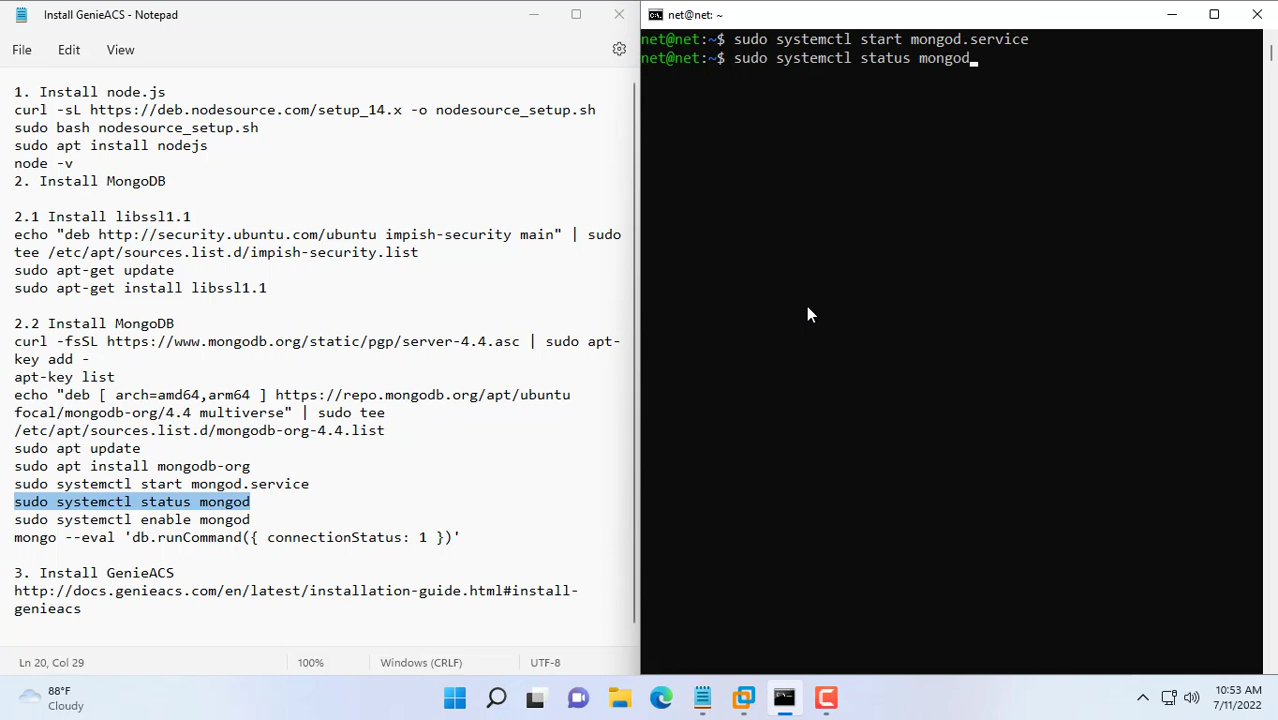 Install GenieACS - Notepad
File Edit View
1. Install node.js
curl -sL https://deb.nodesource.com/setup_14.x -o nodesource_setup.sh
sudo bash nodesource_setup.sh
sudo apt install nodejs
node -v
2. Install MongoDB
2.1 Install libssl1.1
echo "deb http://security.ubuntu.com/ubuntu impish-security main" | sudo
tee /etc/apt/sources.list.d/impish-security.list
sudo apt-get update
sudo apt-get install libssl1.1
2.2 Install MongoDB
curl -fsSL https://www.mongodb.org/static/pgp/server-4.4.asc | sudo apt-
key add -
apt-key list
echo "deb [ arch=amd64,arm64 ] https://repo.mongodb.org/apt/ubuntu
focal/mongodb-org/4.4 multiverse" | sudo tee
/etc/apt/sources.list.d/mongodb-org-4.4.list
sudo apt update
sudo apt install mongodb-org
sudo systemctl start mongod.service
sudo systemctl status mongod
sudo systemctl enable mongod
mongo --eval 'db.runCommand({ connectionStatus: 1 })'
3. Install GenieACS
http://docs.genieacs.com/en/latest/installation-guide.html#install-
genieacs
Ln 20, Col 29 100% Windows (CRLF) UTF-8
net@net: ~
net@net:~$ sudo systemctl start mongod.service
net@net:~$ sudo systemctl status mongod
88°F
Cloudy
10:53 AM
7/11/2022